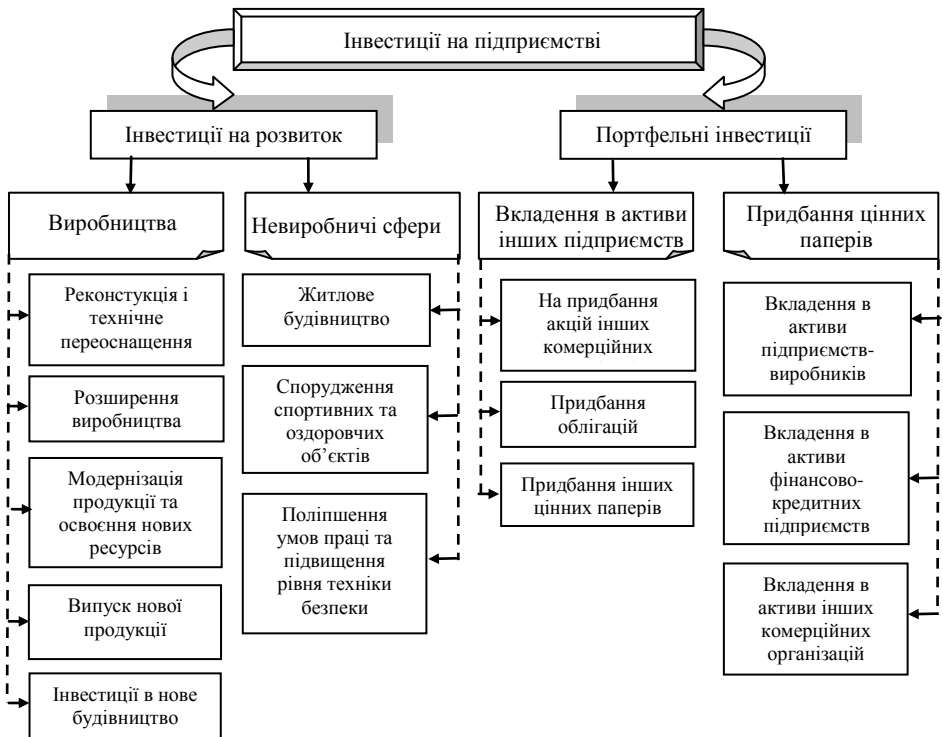 Інвестиції на підприємстві
Інвестиції на розвиток
Портфельні інвестиції
Виробництва
Невиробничі сфери
Вкладення в активи
інших підприємств
Придбання цінних
паперів
Реконстукція і
технічне
переоснащення
Розширення
виробництва
Модернізація
продукції та
освоєння нових
ресурсів
Випуск нової
продукції
Інвестиції в нове
будівництво
Житлове
будівництво
Спорудження
спортивних та
оздоровчих
об’єктів
Поліпшення
умов праці та
підвищення
рівня техніки
безпеки
На придбання
акцій інших
комерційних
Придбання
облігацій
Придбання інших
цінних паперів
Вкладення в
активи
підприємств-
виробників
Вкладення в
активи
фінансово-
кредитних
підприємств
Вкладення в
активи інших
комерційних
організацій